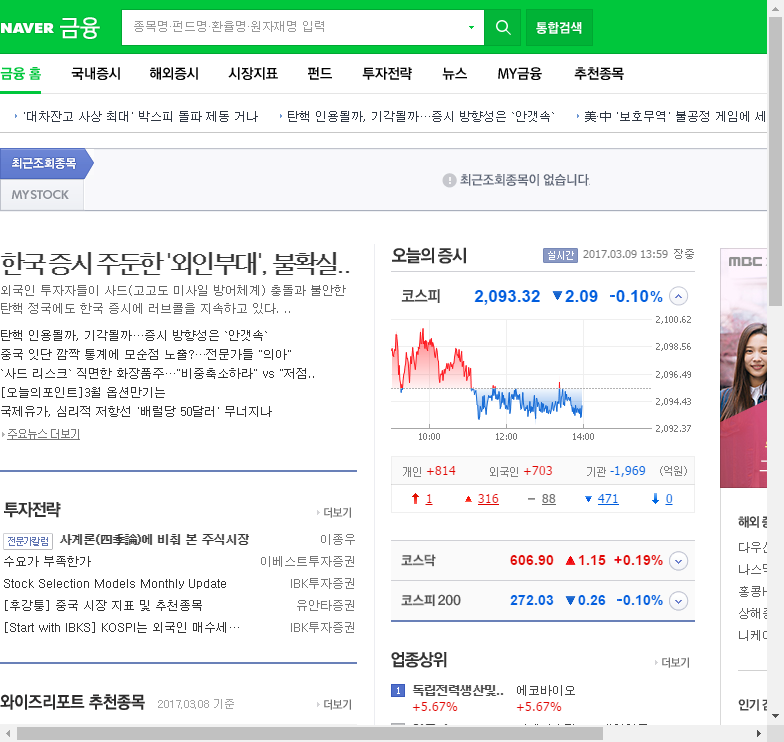 NAVER 금융
종목명·펀드명·환율명·원자재명 입력
통합검색
금융 홈 국내증시 해외증시 시장지표 펀드 투자전략 뉴스 MY금융 추천종목
'대차잔고 사상 최대' 박스피 돌파 제동 거나 탄핵 인용될까, 기각될까…증시 방향성은 `안갯속` 美·中 '보호무역' 불공정 게임에 세
최근조회종목
MYSTOCK
최근조회종목이 없습니다
한국 증시 주둔한 '외인부대', 불확실..
외국인 투자자들이 사드(고고도 미사일 방어체계) 충돌과 불안한
탄핵 정국에도 한국 증시에 러브콜을 지속하고 있다. ..
탄핵 인용될까, 기각될까…증시 방향성은 `안갯속`
중국 잇단 깜짝 통계에 모순점 노출?…전문가들 "의아"
`사드 리스크` 직면한 화장품주…"비중축소하라" vs "저점..
[오늘의포인트]3월 옵션만기는
국제유가, 심리적 저항선 '배럴당 50달러' 무너지나
주요뉴스 더보기
투자전략 더보기
전문가칼럼 사계론(四季論)에 비춰 본 주식시장 이종우
수요가 부족한가 이베스트투자증권
Stock Selection Models Monthly Update IBK투자증권
[후강통] 중국 시장 지표 및 추천종목 유안타증권
[Start with IBKS] KOSPI는 외국인 매수세… IBK투자증권
와이즈리포트 추천종목 2017,03,08 기준 더보기
오늘의 증시 실시간 2017.03.09 13:59 장중
코스피 2,093.32 ▼2.09 -0.10%
2,100.62
2,098.56
2,096.49
2,094.43
2,092.37
10:00 12:00 14:00
개인 +814 외국인 +703 기관 -1,969 (억원)
1 316 88 471 0
코스닥 606.90 ▲1.15 +0.19%
코스피200 272.03 ▼0.26 -0.10%
업종상위 더보기
1 독립전력생산및.. 에코바이오
+5.67% +5.67%
MBC
해외 증
다우산
나스닥
홍콩H
상해종
니케이
인기 검